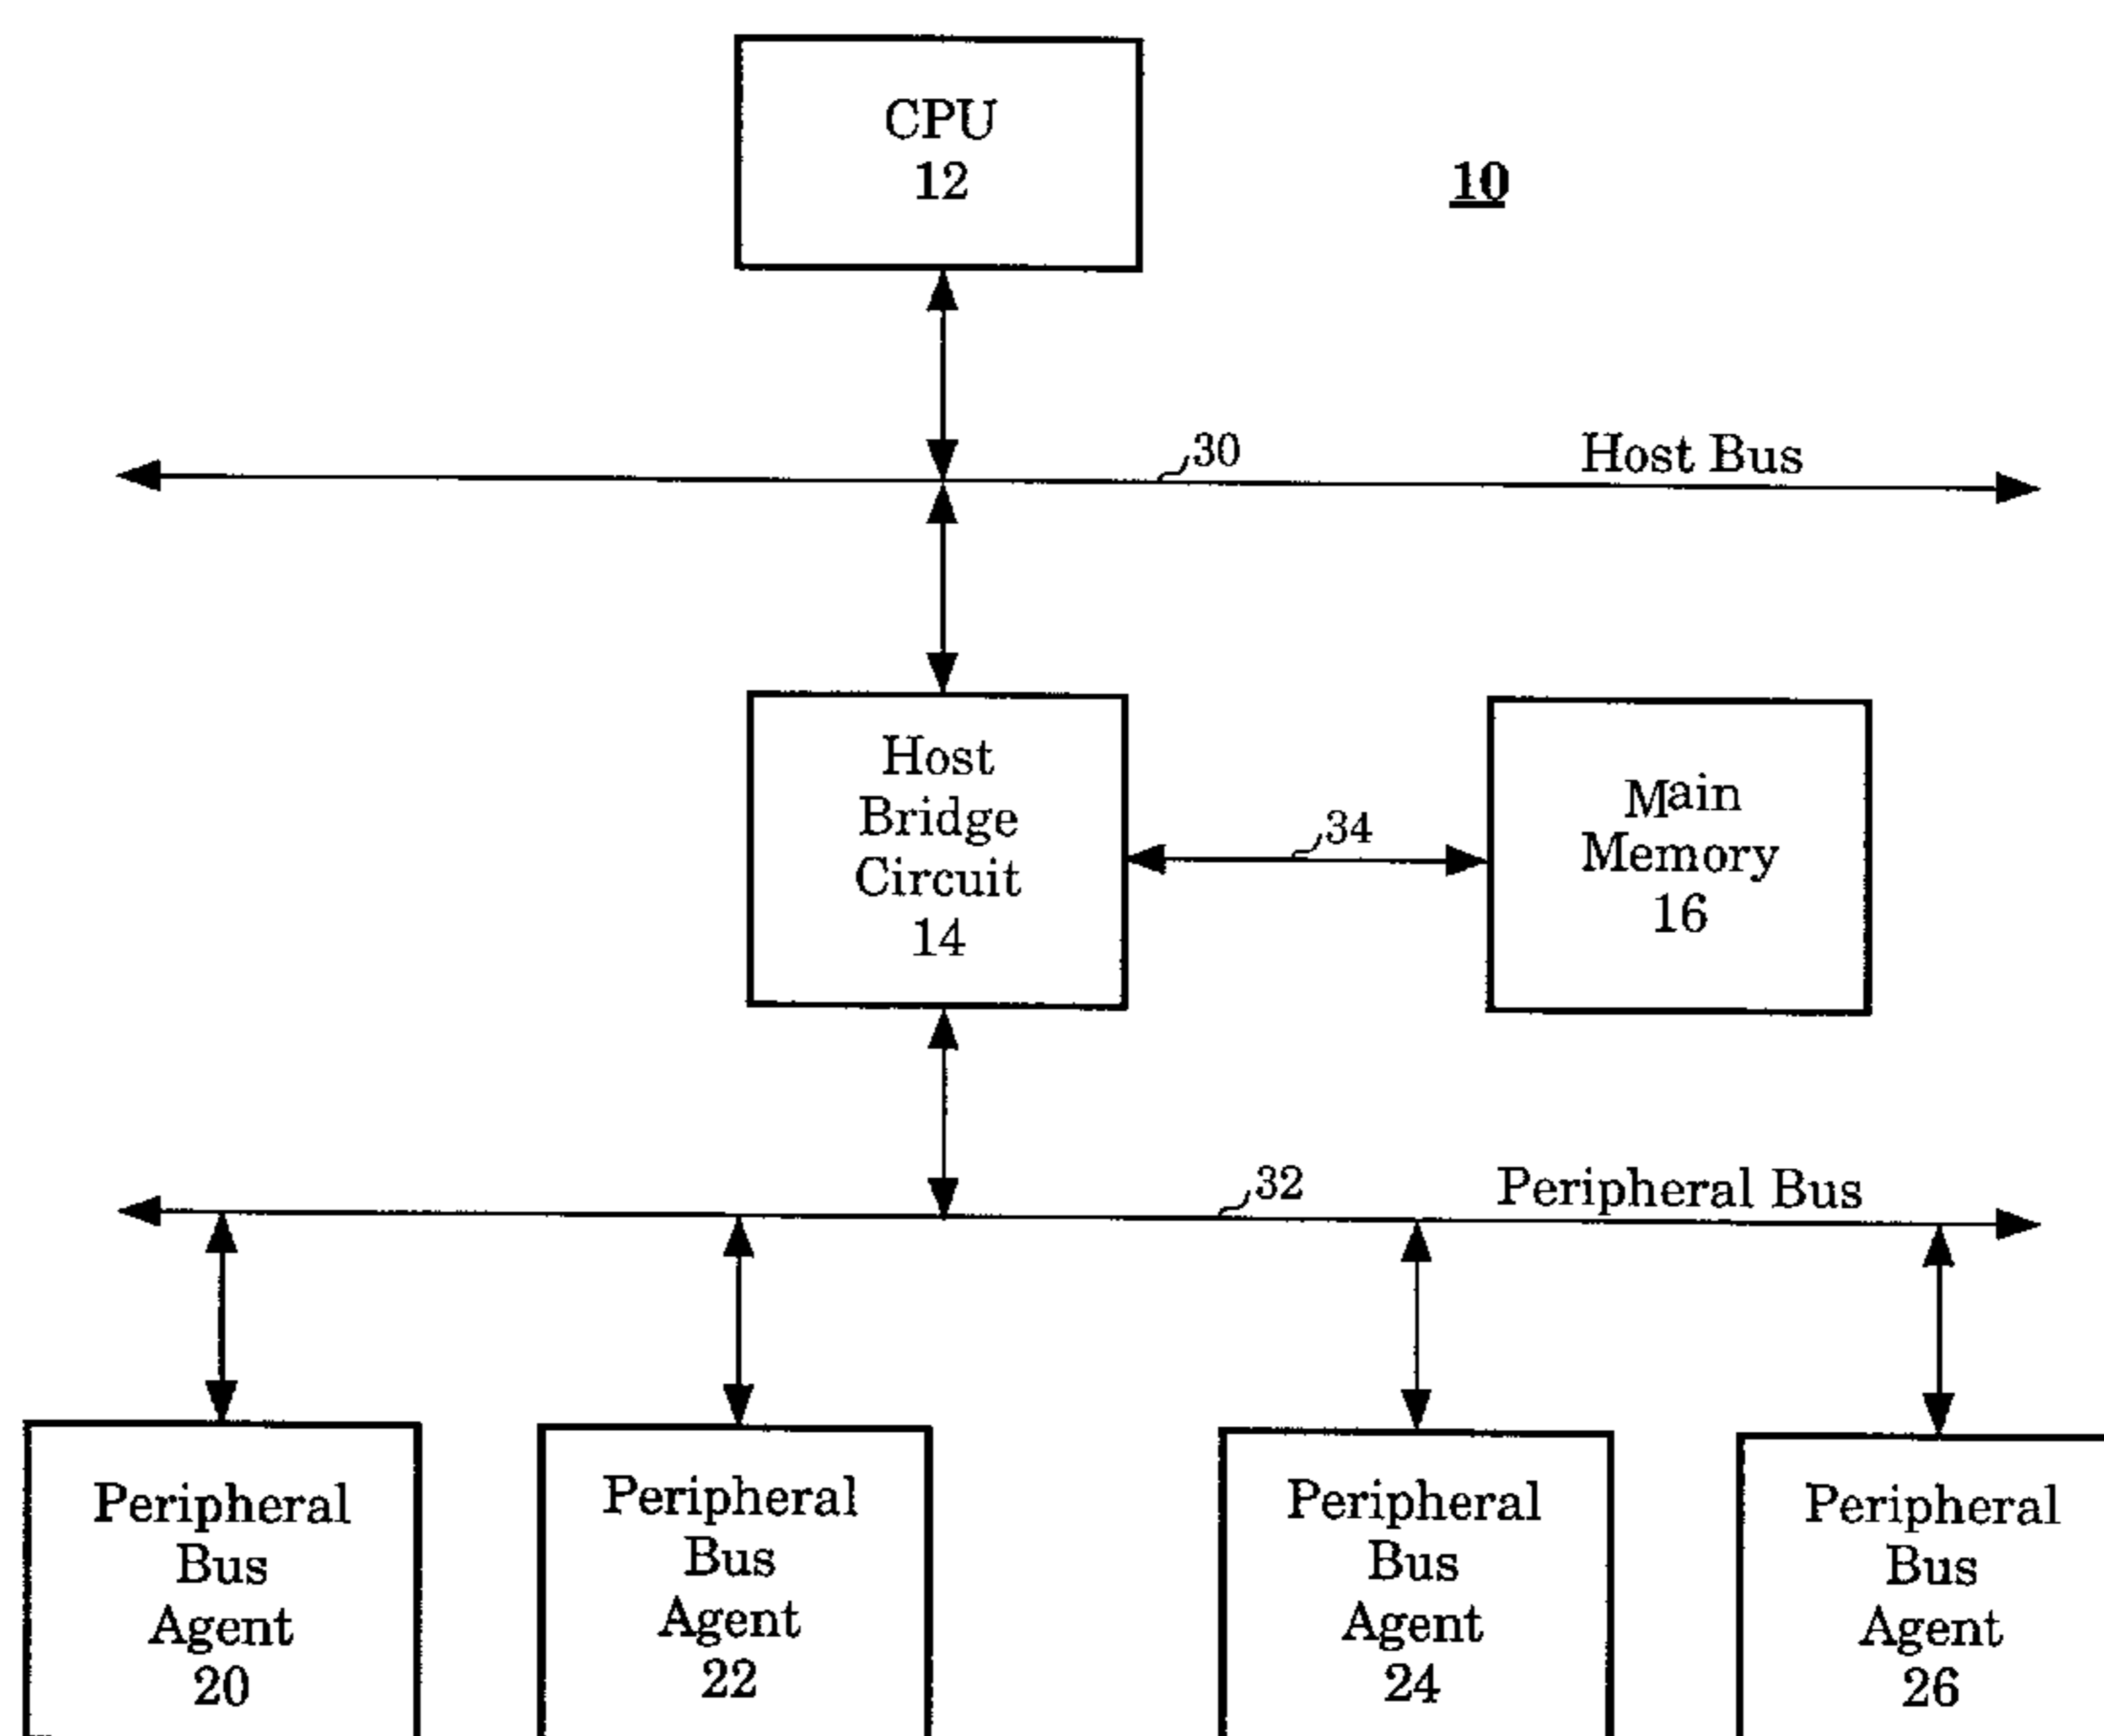 CPU
12
10
30
Host Bus
Host
Bridge
Circuit
14
34
Main
Memory
16
32
Peripheral Bus
Peripheral
Bus
Agent
20
Peripheral
Bus
Agent
22
Peripheral
Bus
Agent
24
Peripheral
Bus
Agent
26